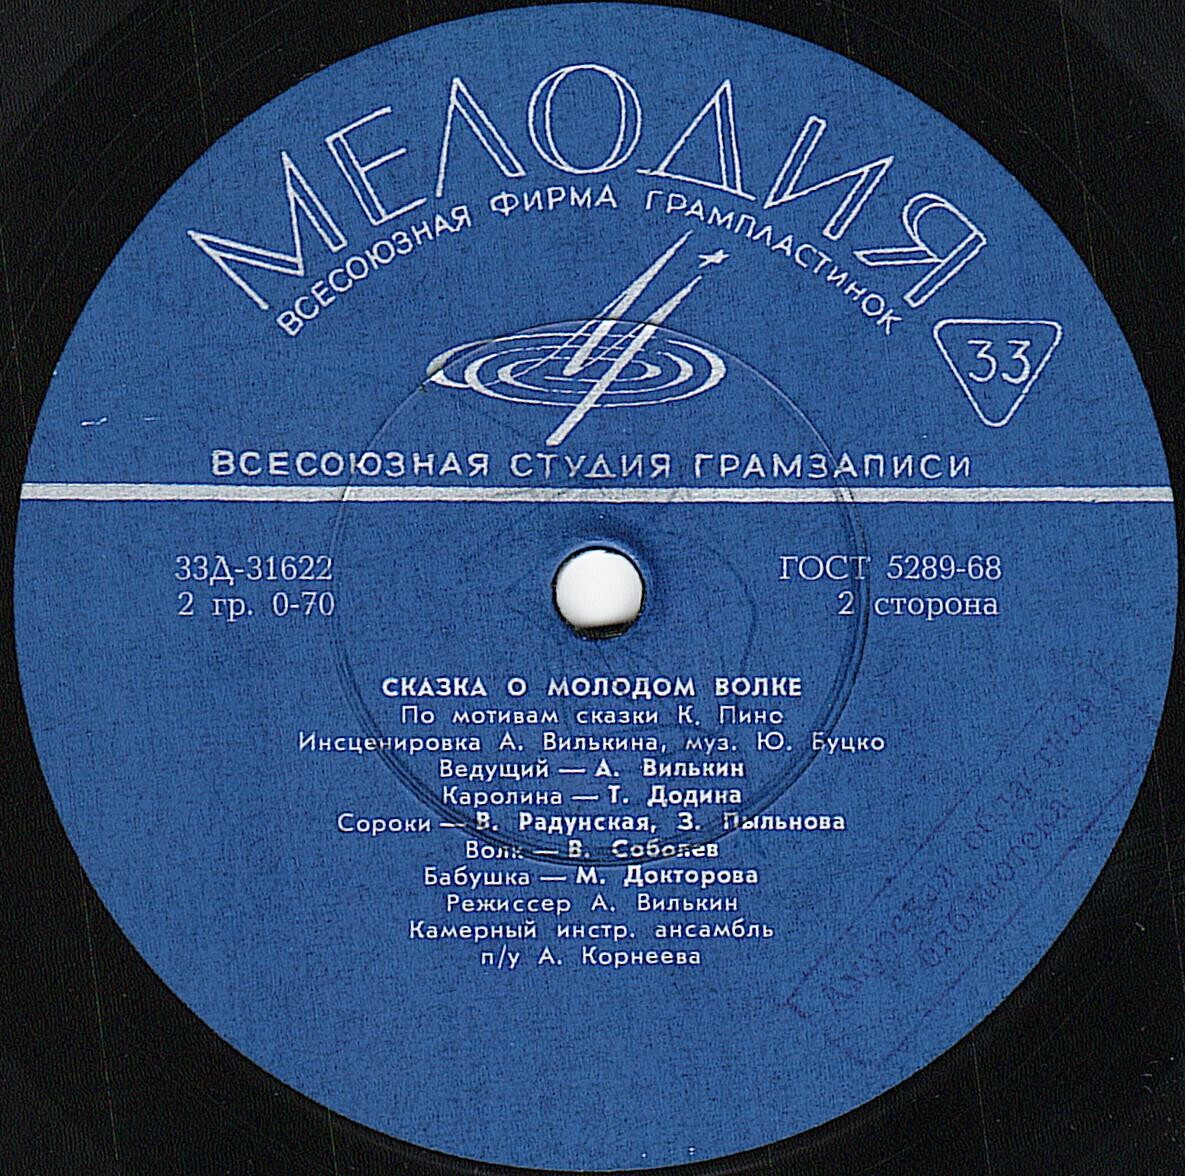 МЕЛОДИЯ
ВСЕСОЮЗНАЯ ФИРМА ГРАМПЛАСТИНОК
33
ВСЕСОЮЗНАЯ СТУДИЯ ГРАМЗАПИСИ
33Д-31622 ГОСТ 5289-68
2 гр. 0-70 2 сторона
СКАЗКА О МОЛОДОМ ВОЛКЕ
По мотивам сказки К. Пино
Инсценировка А. Вилькина, муз. Ю. Буцко
Ведущий — А. Вилькин
Каролина — Т. Додина
Сороки — В. Радунская, З. Пыльнова
Волк — В. Соболев
Бабушка — М. Докторова
Режиссер А. Вилькин
Камерный инстр. ансамбль
п/у А. Корнеева